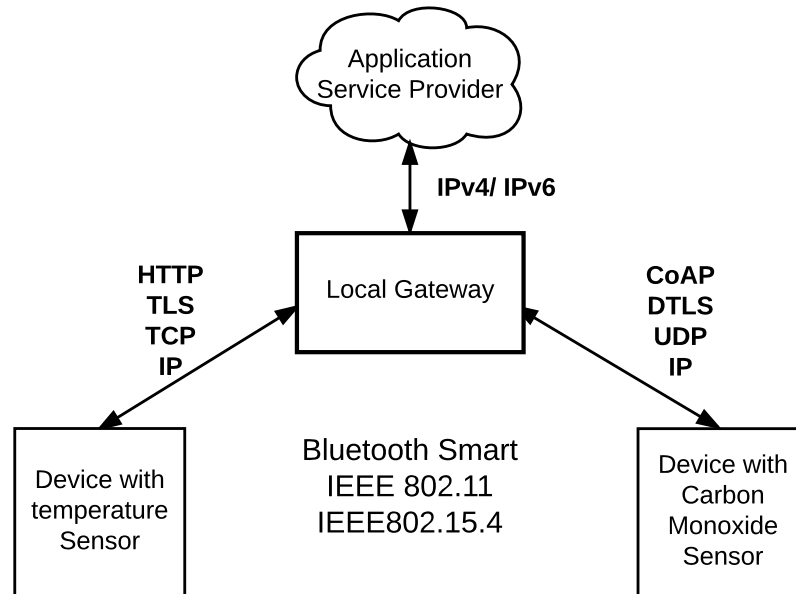 Application
Service Provider
IPv4/ IPv6
Local Gateway
HTTP
TLS
TCP
IP
CoAP
DTLS
UDP
IP
Bluetooth Smart
IEEE 802.11
IEEE802.15.4
Device with
temperature
Sensor
Device with
Carbon
Monoxide
Sensor